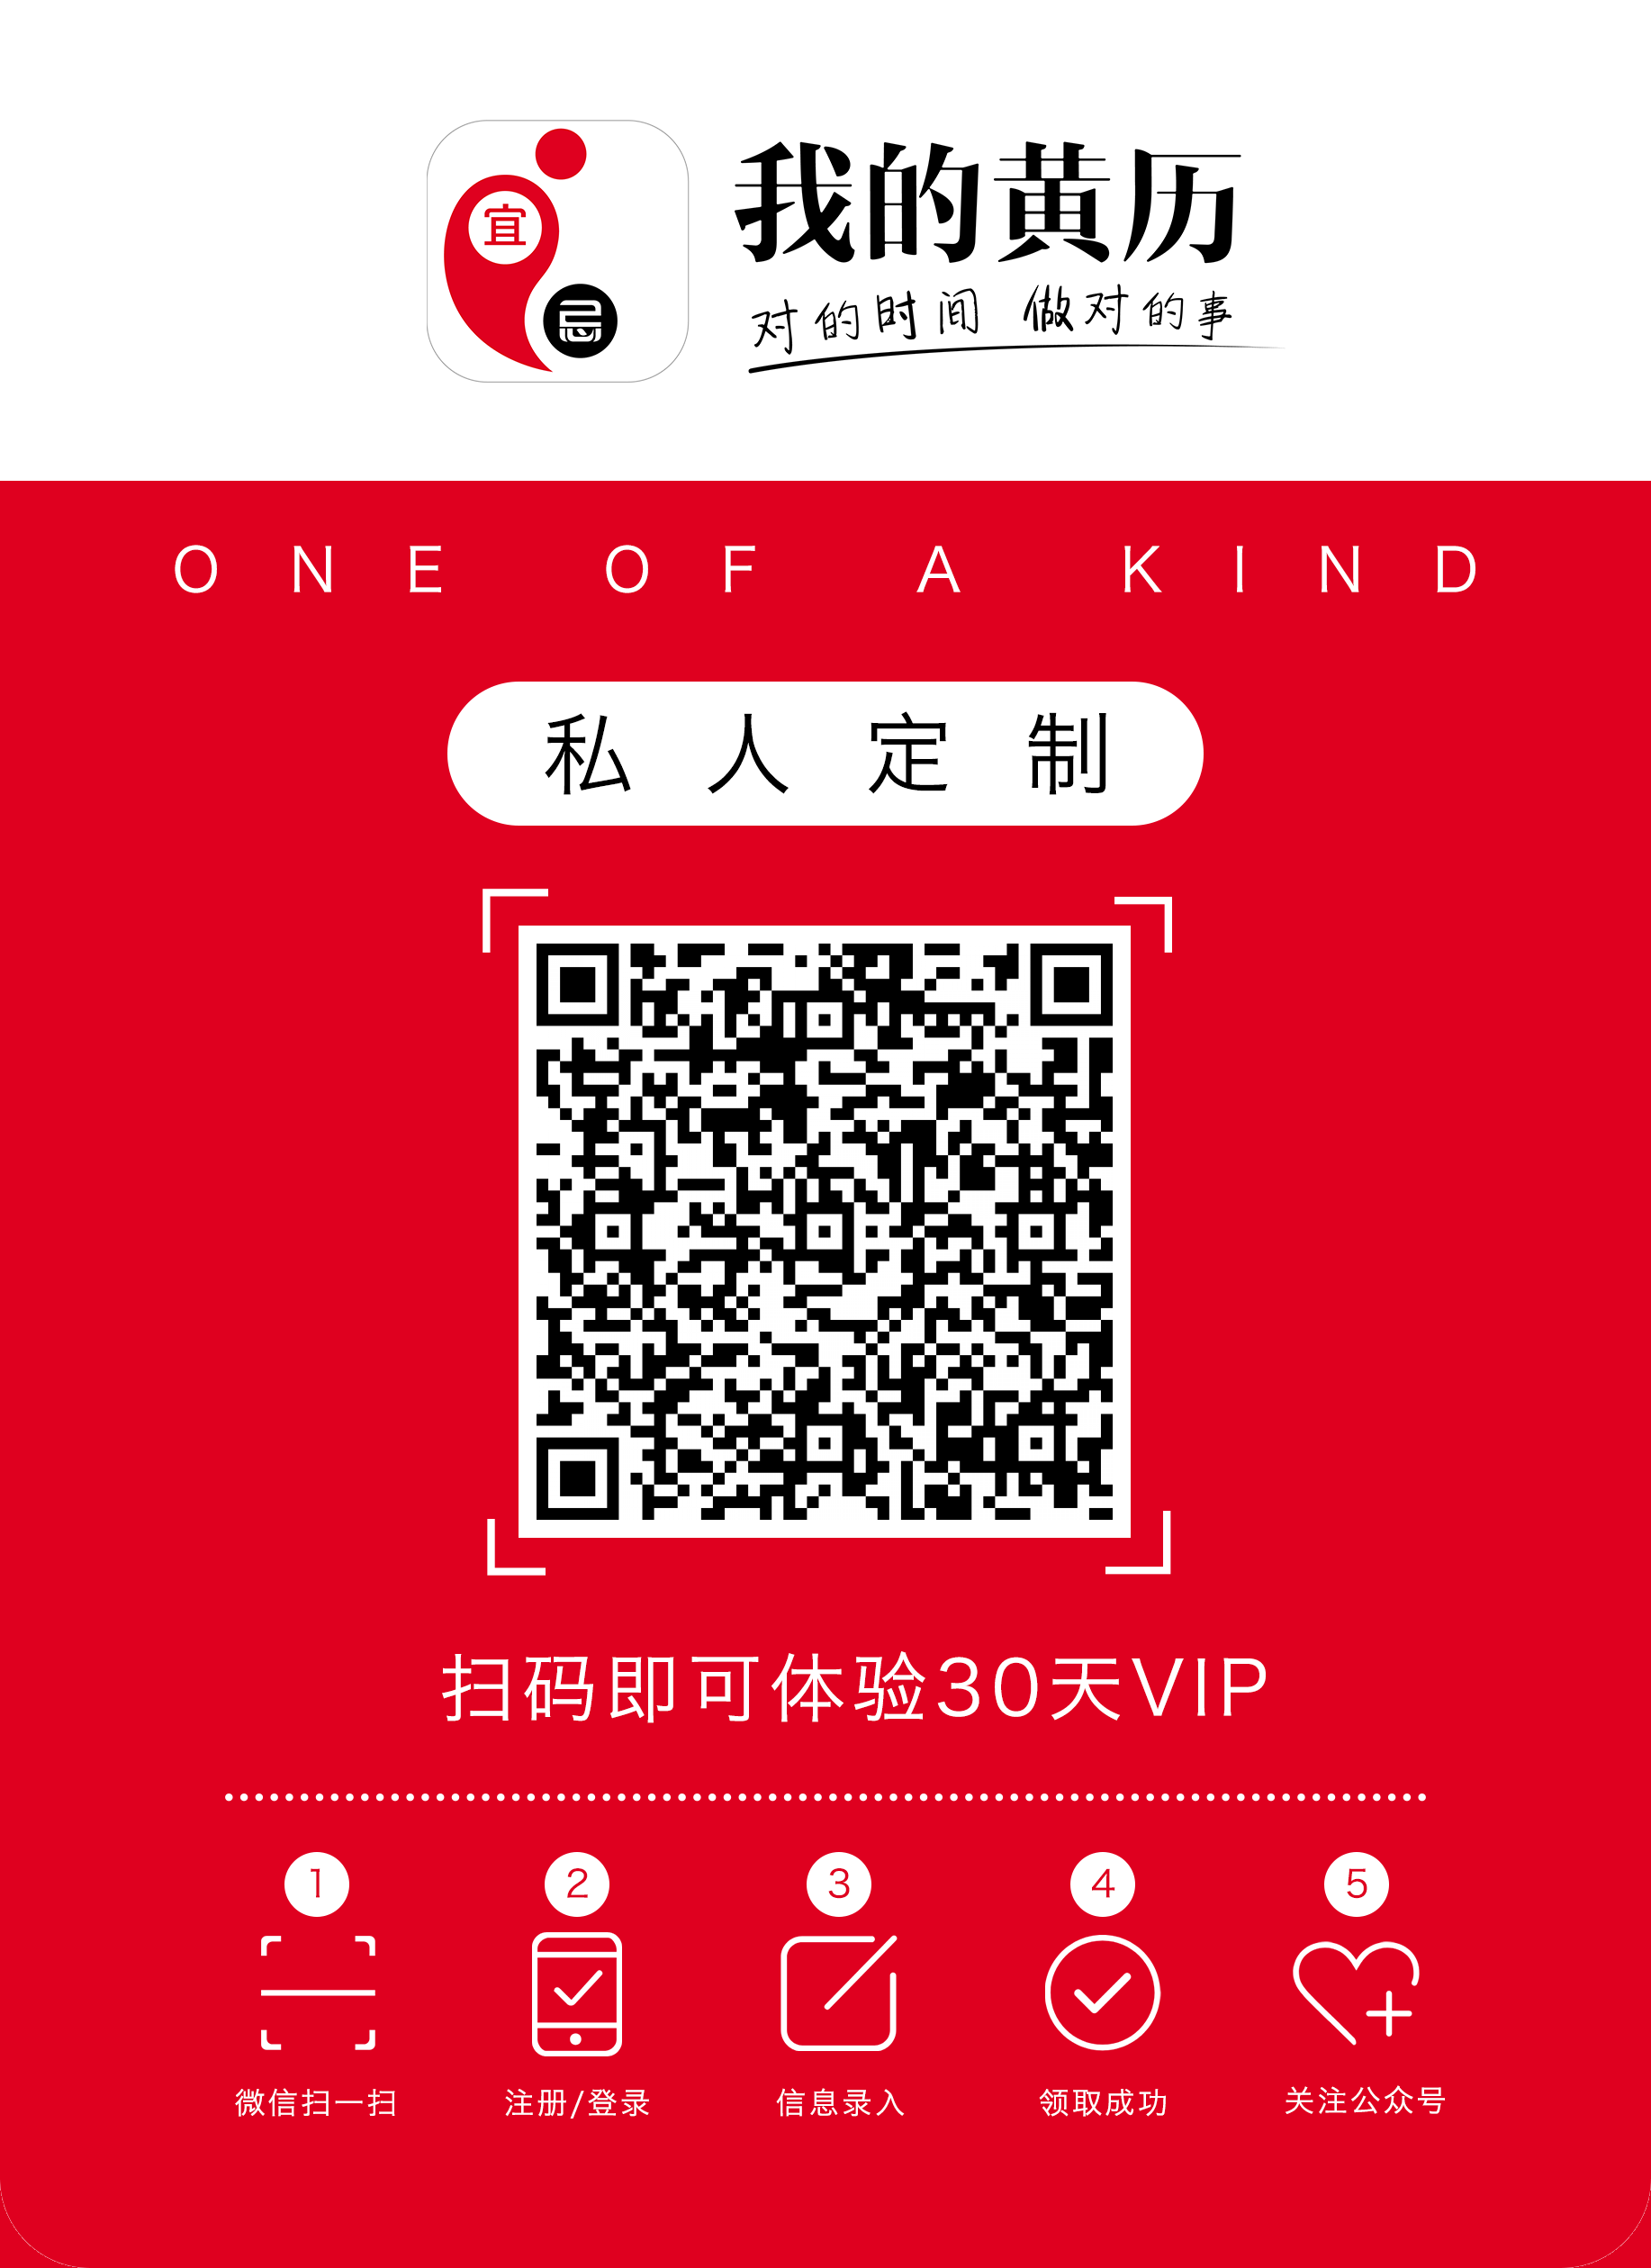 宜
忌
我的黄历
对的时间 做对的事
ONE OF A KIND
私人定制
扫码即可体验30天VIP
1 2 3 4 5
微信扫一扫 注册/登录 信息录入 领取成功 关注公众号